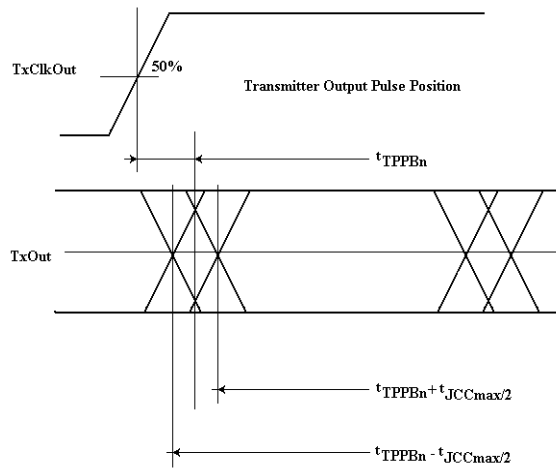 TxClkOut
50%
Transmitter Output Pulse Position
tTPPBn
TxOut
tTPPBn + tJCCmax/2
tTPPBn - tJCCmax/2